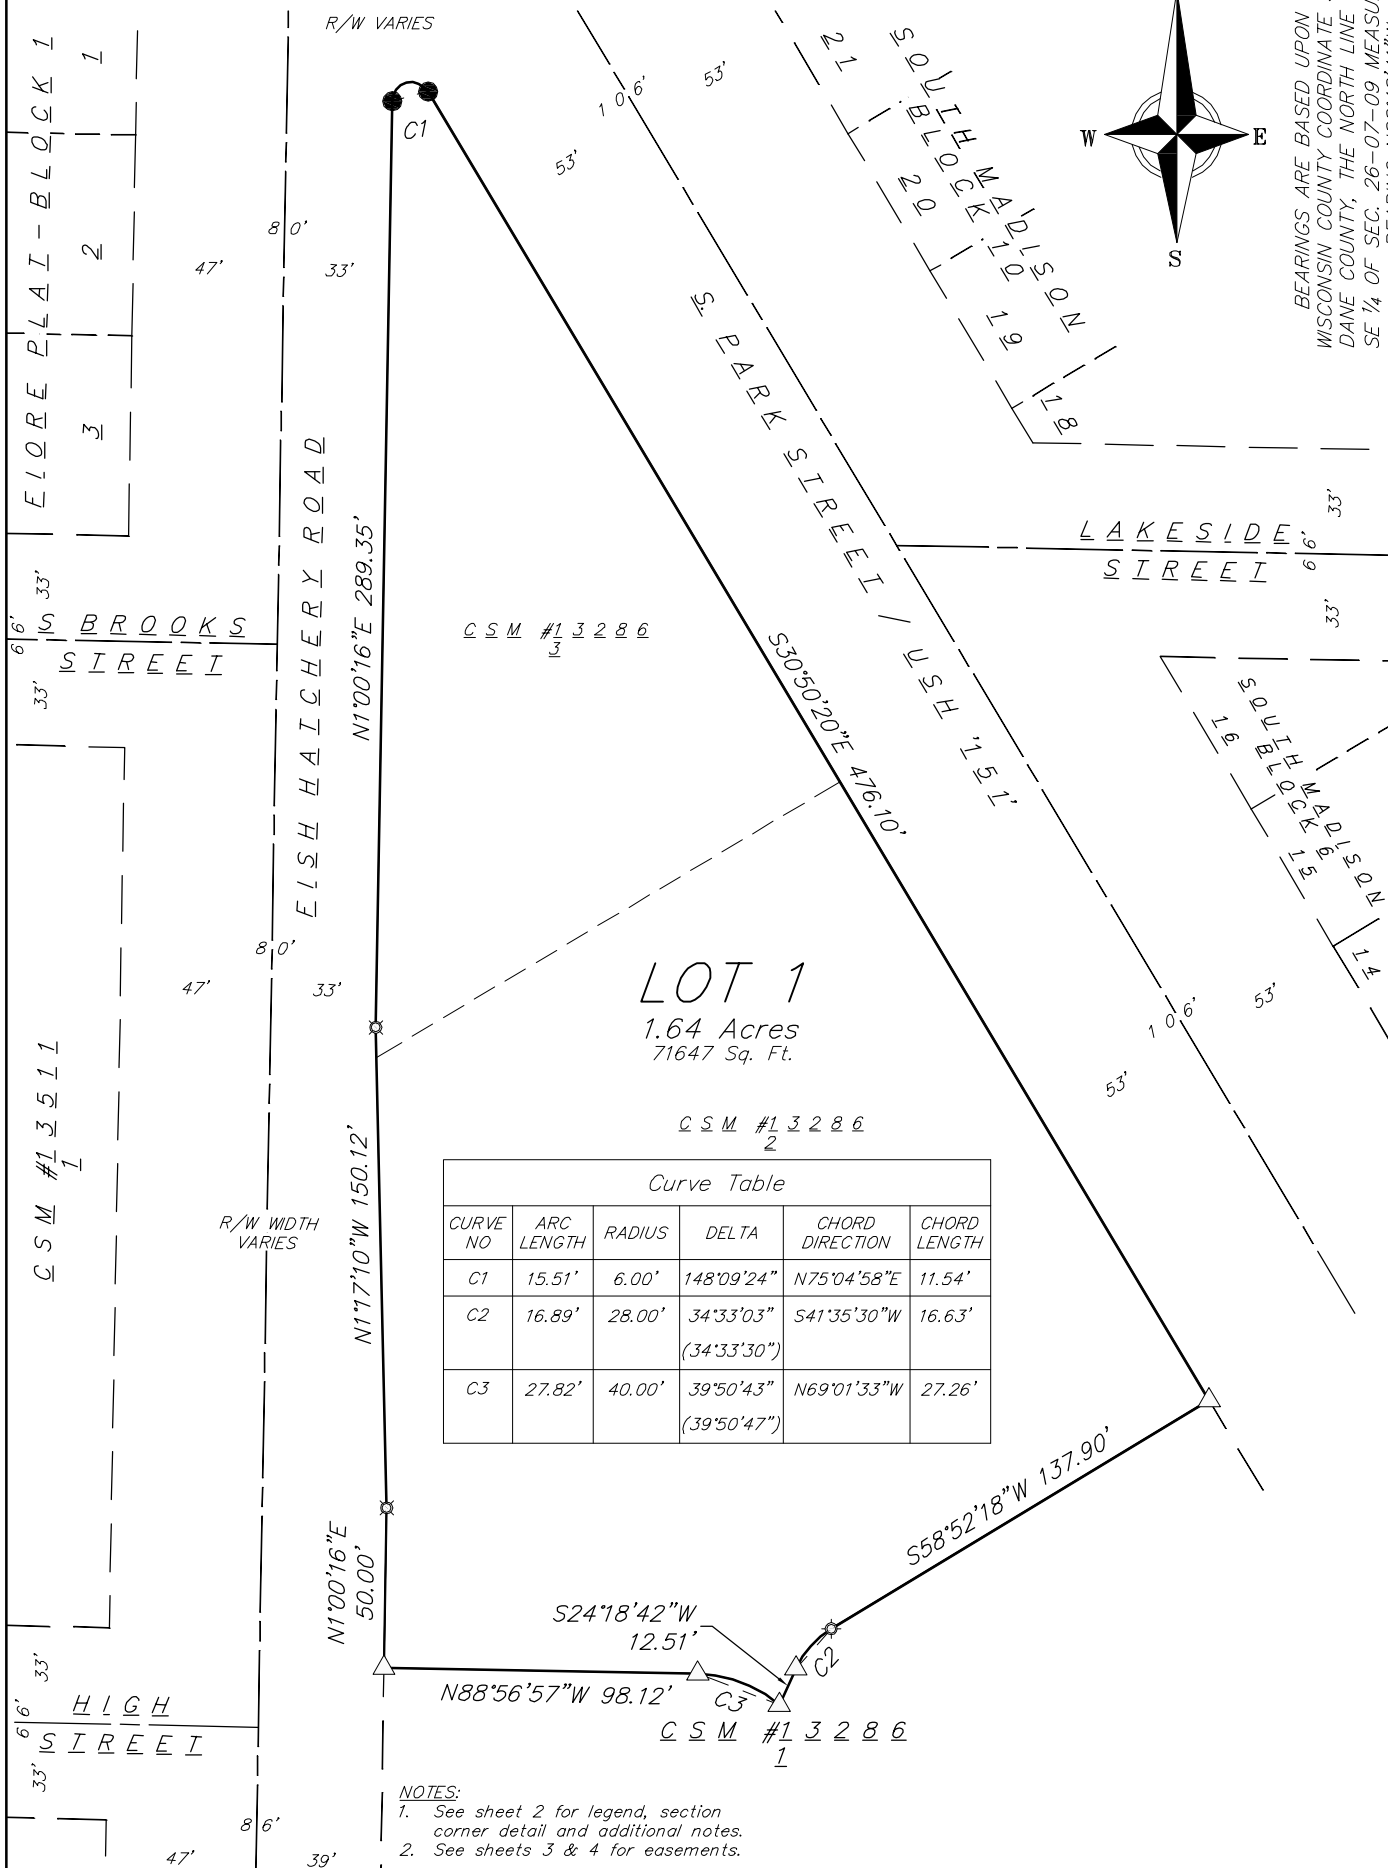 R/W VARIES
ELORE PLAT-BLOCK 1
1
2
3
C1
106'
53'
53'
80'
47'
33'
SOUTH MADISON
BLOCK 10
21
20
19
18
W
E
S
BEARINGS ARE BASED UPON
WISCONSIN COUNTY COORDINATE
DANE COUNTY, THE NORTH LINE
SE ¼ OF SEC. 26-07-09
S. PARK STREET / USH '151'
FISH HATCHERY ROAD
N1°00'16"E 289.35'
LAKESIDE
STREET
33'
66'
33'
33'
66'
S BROOKS
STREET
33'
CSM #13286
3
S30°50'20"E 476.10'
SOUTH MADISON
BLOCK 6
16
15
14
80'
47'
33'
LOT 1
1.64 Acres
71647 Sq. Ft.
106'
53'
53'
CSM #13511
1
CSM #13286
2
N1°17'10"W 150.12'
R/W WIDTH
VARIES
Curve Table
CURVE NO ARC LENGTH RADIUS DELTA CHORD DIRECTION CHORD LENGTH
C1 15.51' 6.00' 148°09'24" N75°04'58"E 11.54'
C2 16.89' 28.00' 34°33'03" S41°35'30"W 16.63'
(34°33'30")
C3 27.82' 40.00' 39°50'43" N69°01'33"W 27.26'
(39°50'47")
S58°52'18"W 137.90'
N1°00'16"E
50.00'
S24°18'42"W
12.51'
C2
N88°56'57"W 98.12'
C3
CSM #13286
1
33'
66'
HIGH
STREET
33'
NOTES:
1. See sheet 2 for legend, section
corner detail and additional notes.
2. See sheets 3 & 4 for easements.
86'
47'
39'